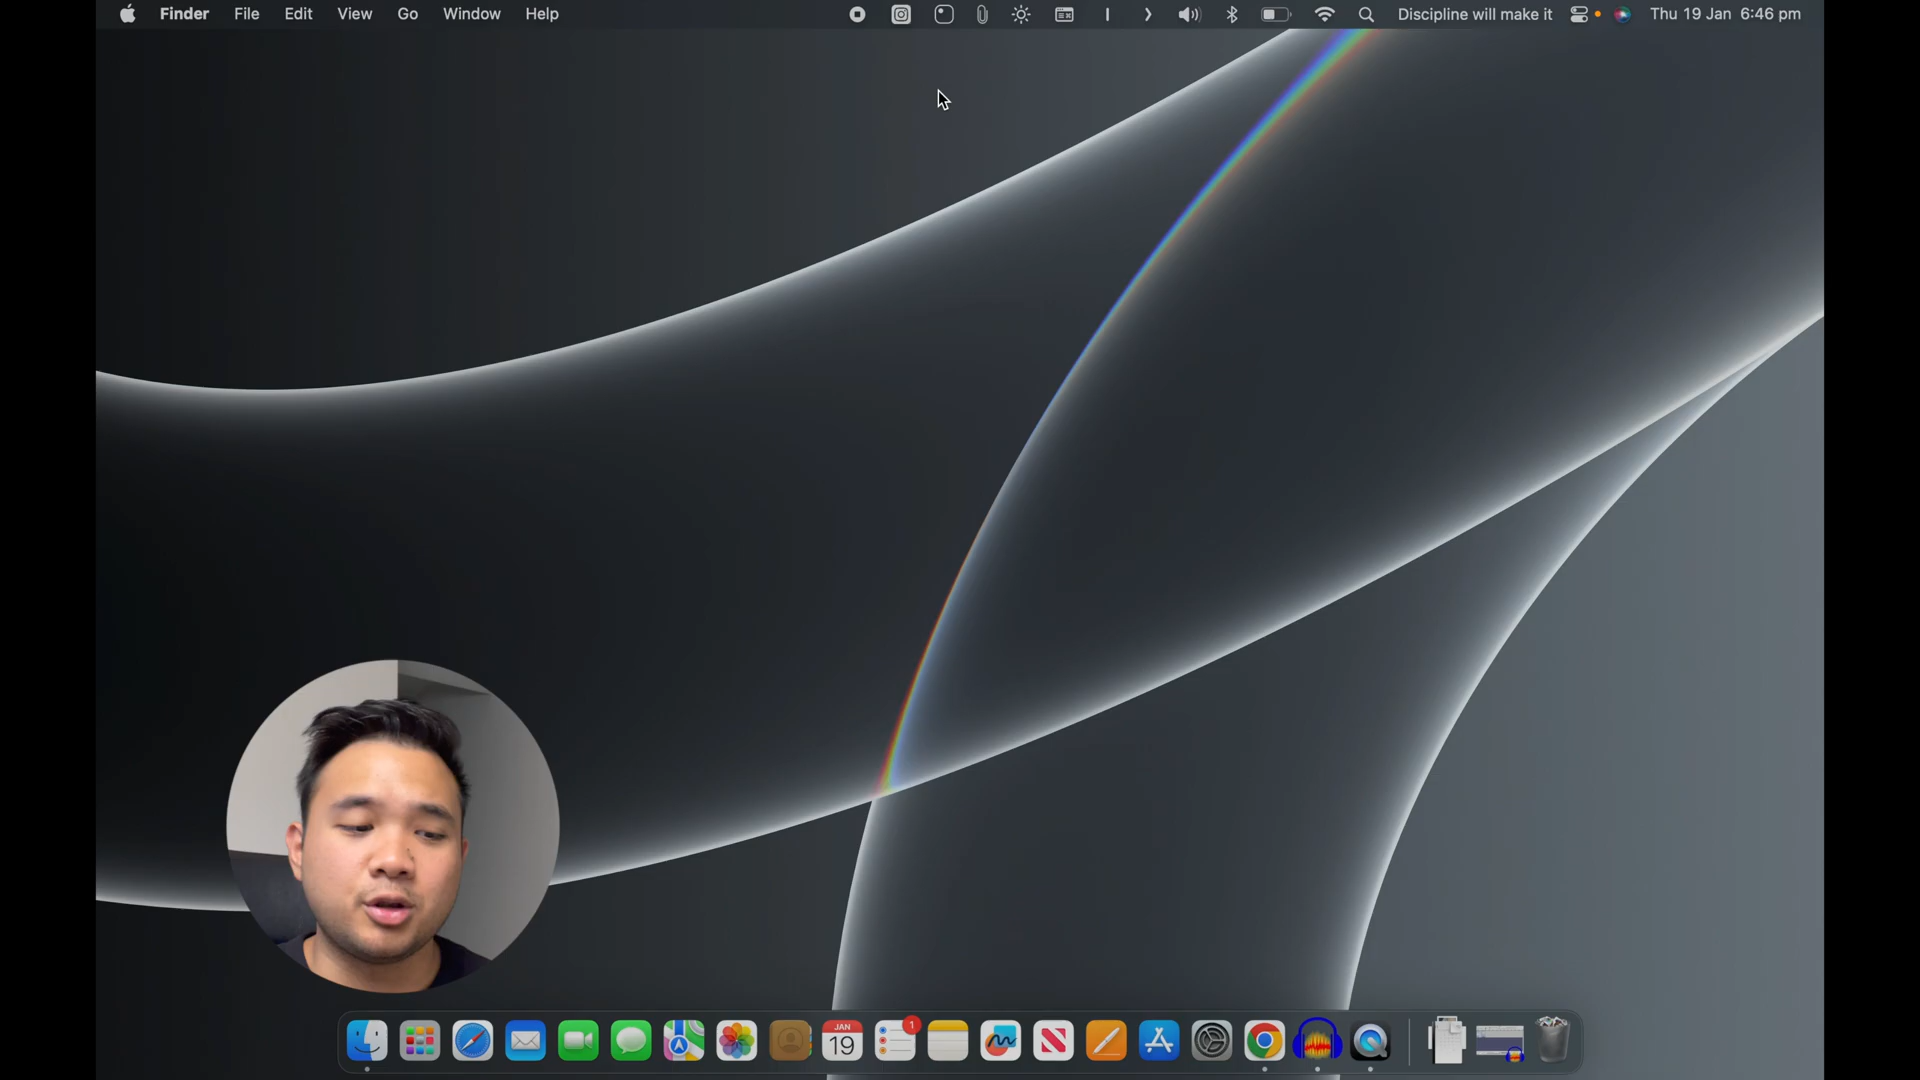 Finder File Edit View Go Window Help Discipline will make it Thu 19 Jan 6:46 pm
JAN
19
1